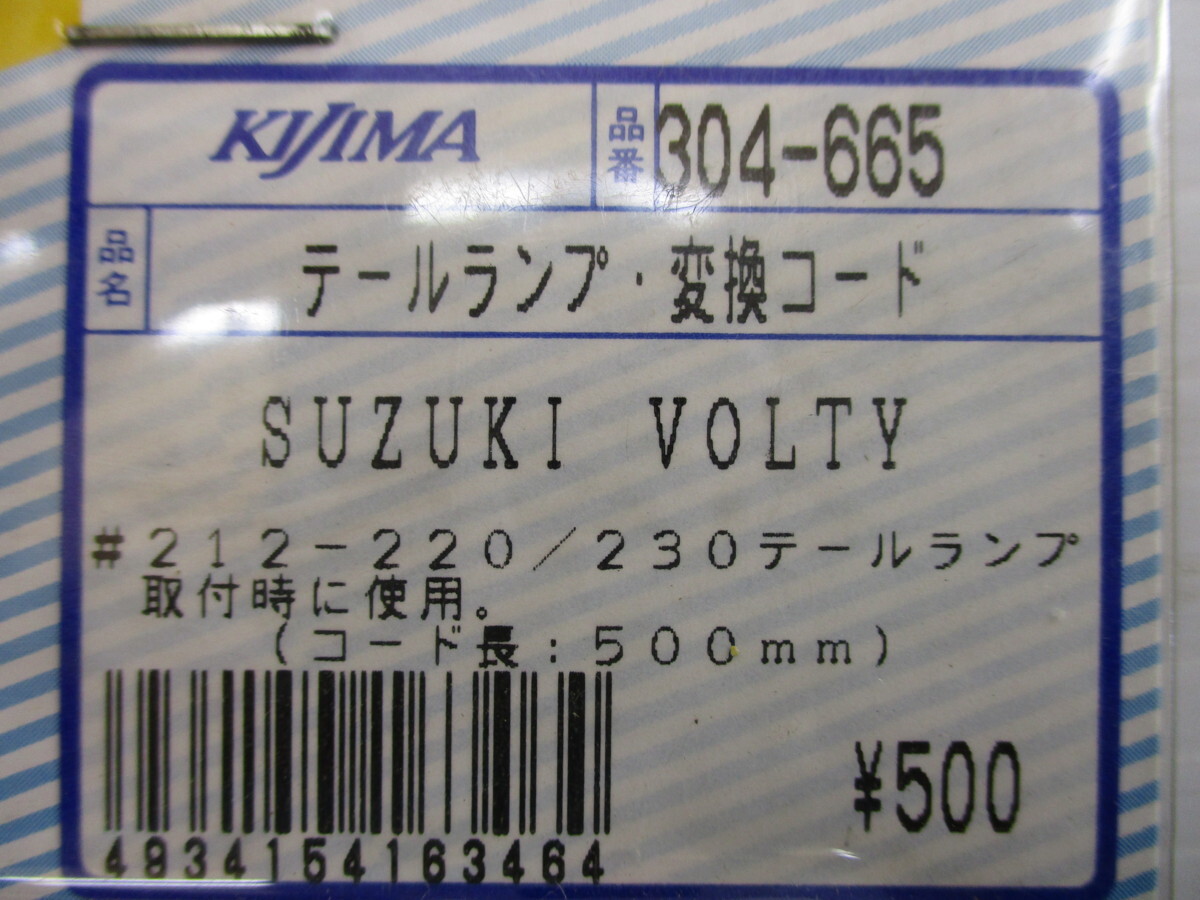 KIJIMA 品番 304-665
品名 テールランプ・変換コード
SUZUKI VOLTY
#212-220/230テールランプ
取付時に使用。
(コード長:500mm)
¥500
4934154163464